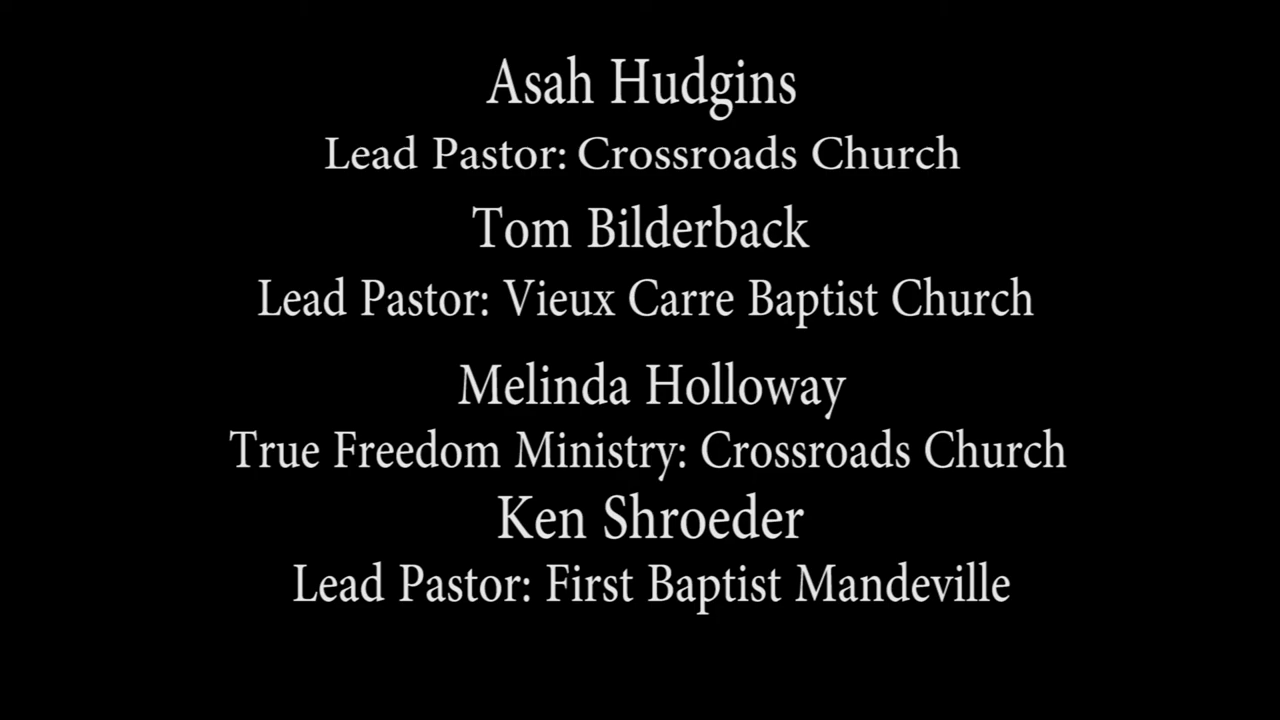 Asah Hudgins
Lead Pastor: Crossroads Church
Tom Bilderback
Lead Pastor: Vieux Carre Baptist Church
Melinda Holloway
True Freedom Ministry: Crossroads Church
Ken Shroeder
Lead Pastor: First Baptist Mandeville